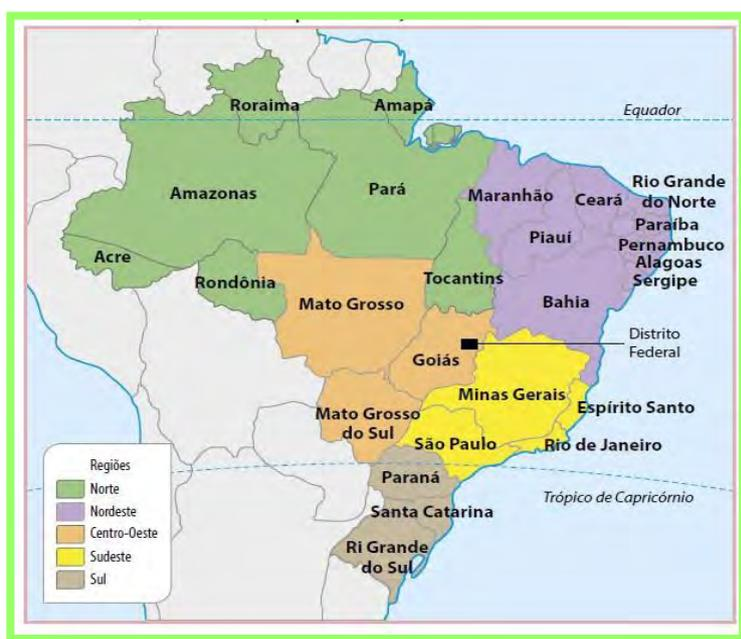 Roraima
Amapá
Equador
Amazonas
Pará
Maranhão
Ceará
Rio Grande
do Norte
Paraíba
Piauí
Pernambuco
Alagoas
Sergipe
Acre
Rondônia
Tocantins
Mato Grosso
Bahia
Distrito
Federal
Goiás
Minas Gerais
Espírito Santo
Mato Grosso
do Sul
São Paulo
Rio de Janeiro
Paraná
Trópico de Capricórnio
Santa Catarina
Ri Grande
do Sul
Regiões
Norte
Nordeste
Centro-Oeste
Sudeste
Sul